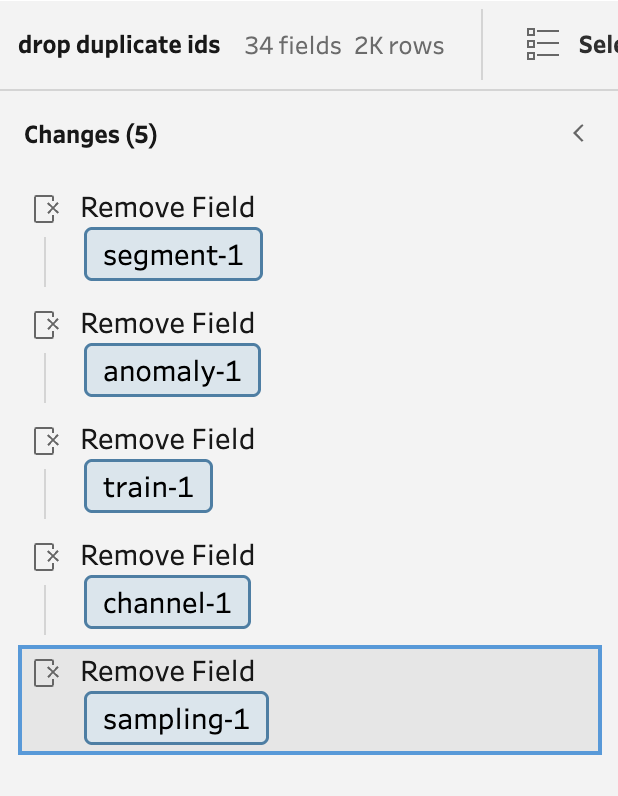 drop duplicate ids 34 fields 2K rows
Changes (5)
Remove Field
segment-1
Remove Field
anomaly-1
Remove Field
train-1
Remove Field
channel-1
Remove Field
sampling-1